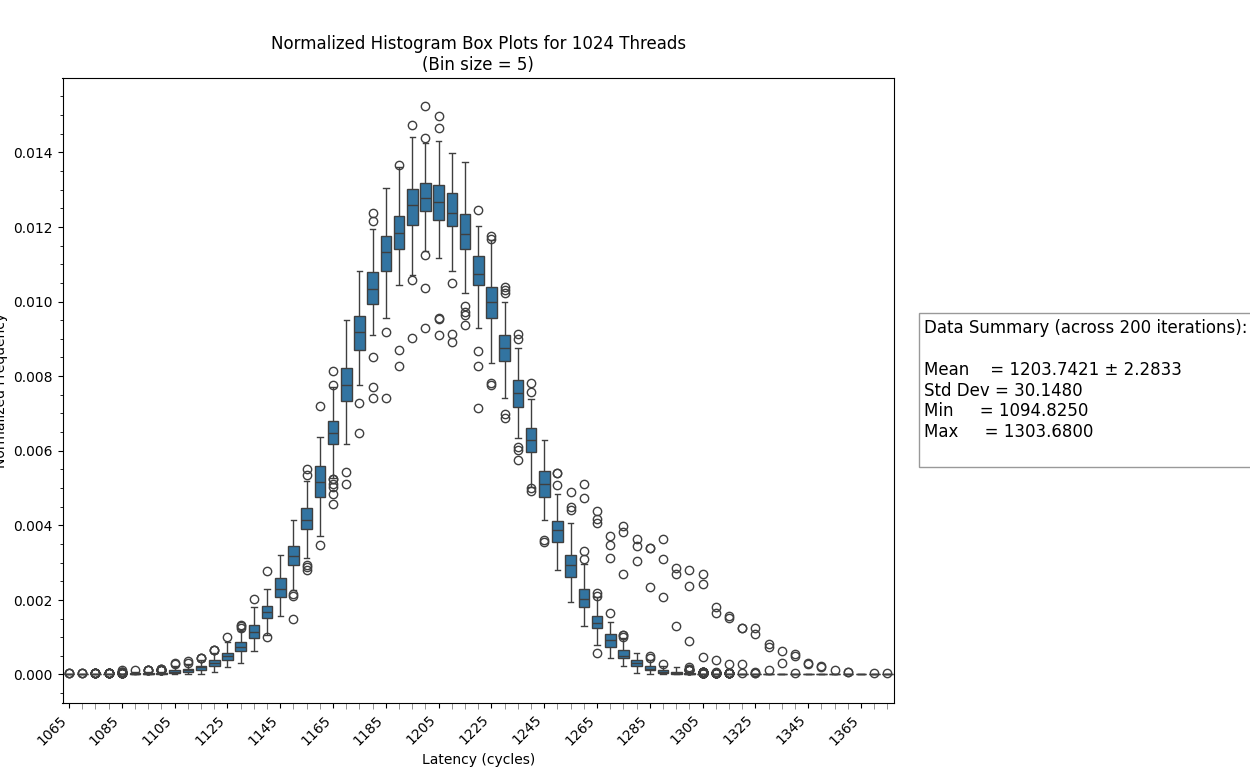 Normalized Histogram Box Plots for 1024 Threads
(Bin size = 5)
Normalized Frequency
0.014
0.012
0.010
0.008
0.006
0.004
0.002
0.000
1065
1085
1105
1125
1145
1165
1185
1205
1225
1245
1265
1285
1305
1325
1345
1365
Latency (cycles)
Data Summary (across 200 iterations):
Mean = 1203.7421 ± 2.2833
Std Dev = 30.1480
Min = 1094.8250
Max = 1303.6800